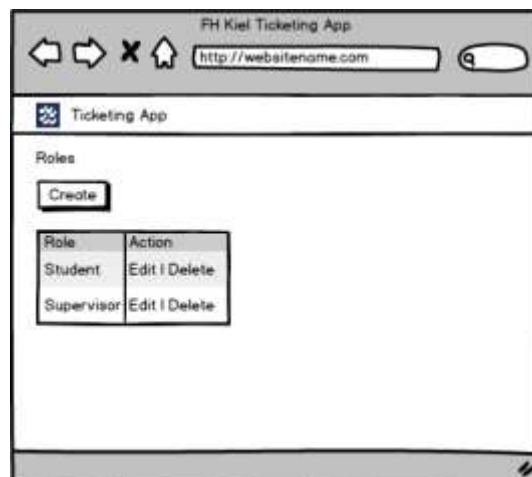 FH Kiel Ticketing App
http://websitename.com
Ticketing App
Roles
Create
Role Action
Student Edit | Delete
Supervisor Edit | Delete